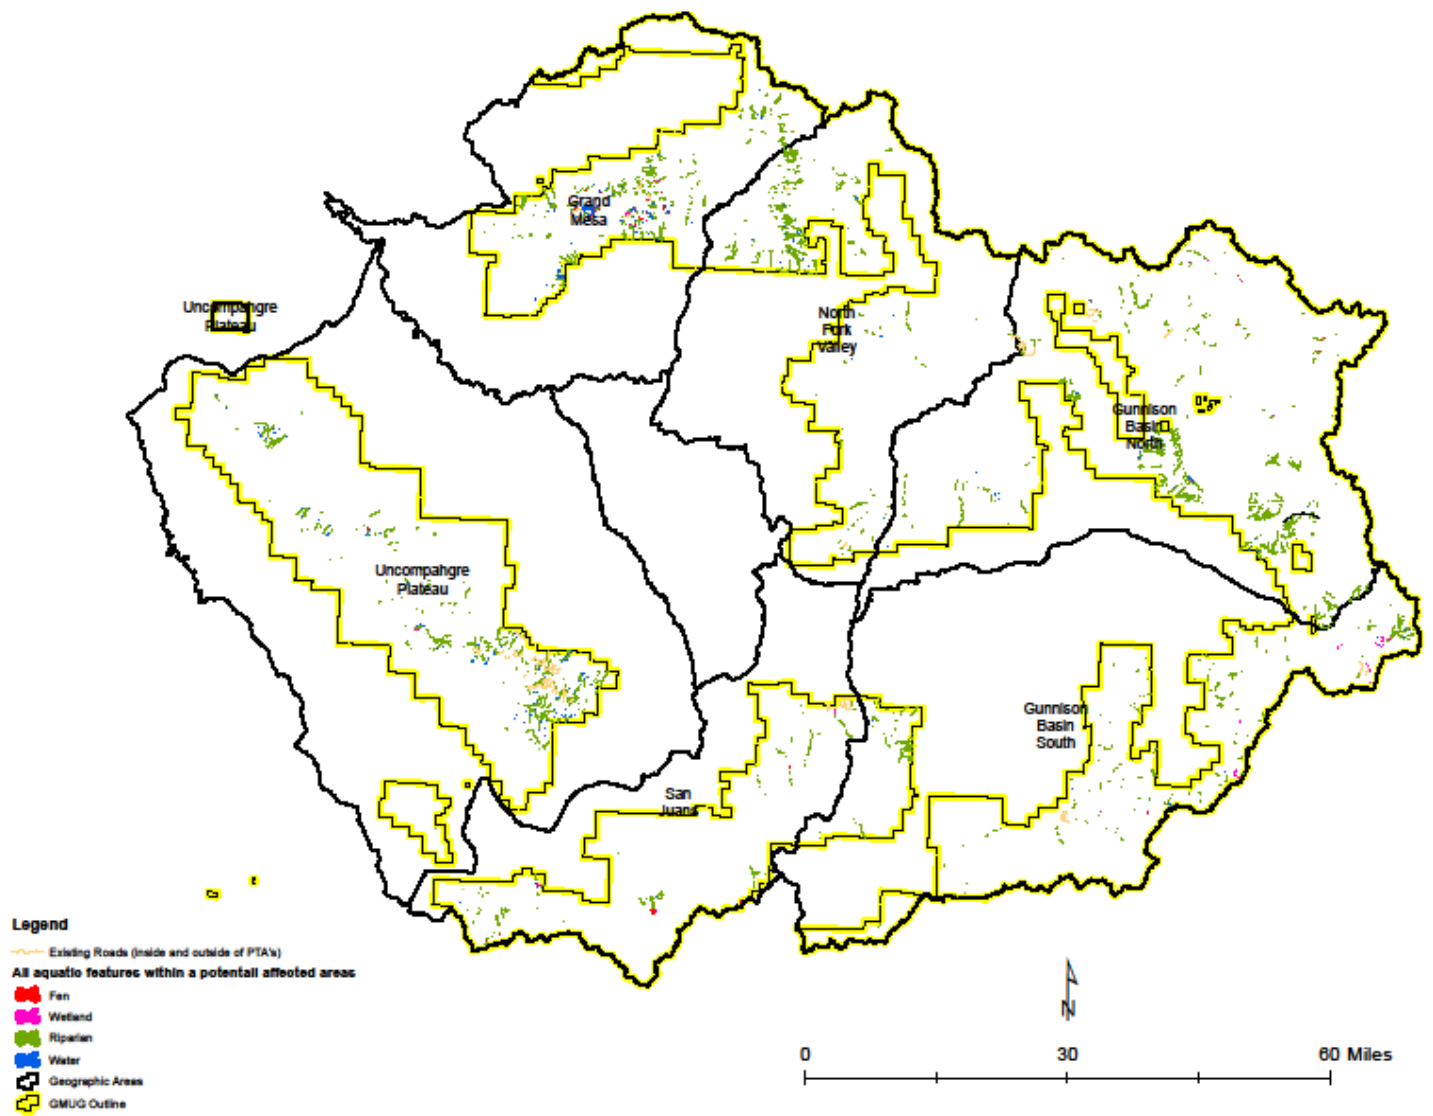 Grand
Mesa
Uncompahgre
Plateau
North
Fork
Valley
Gunnison
Basin
North
Uncompahgre
Plateau
Gunnison
Basin
South
San
Juans
Legend
Existing Roads (inside and outside of PTA's)
All aquatic features within a potentail affected areas
Fen
Wetland
Riparian
Water
Geographic Areas
GMUG Outline
N
0 30 60 Miles